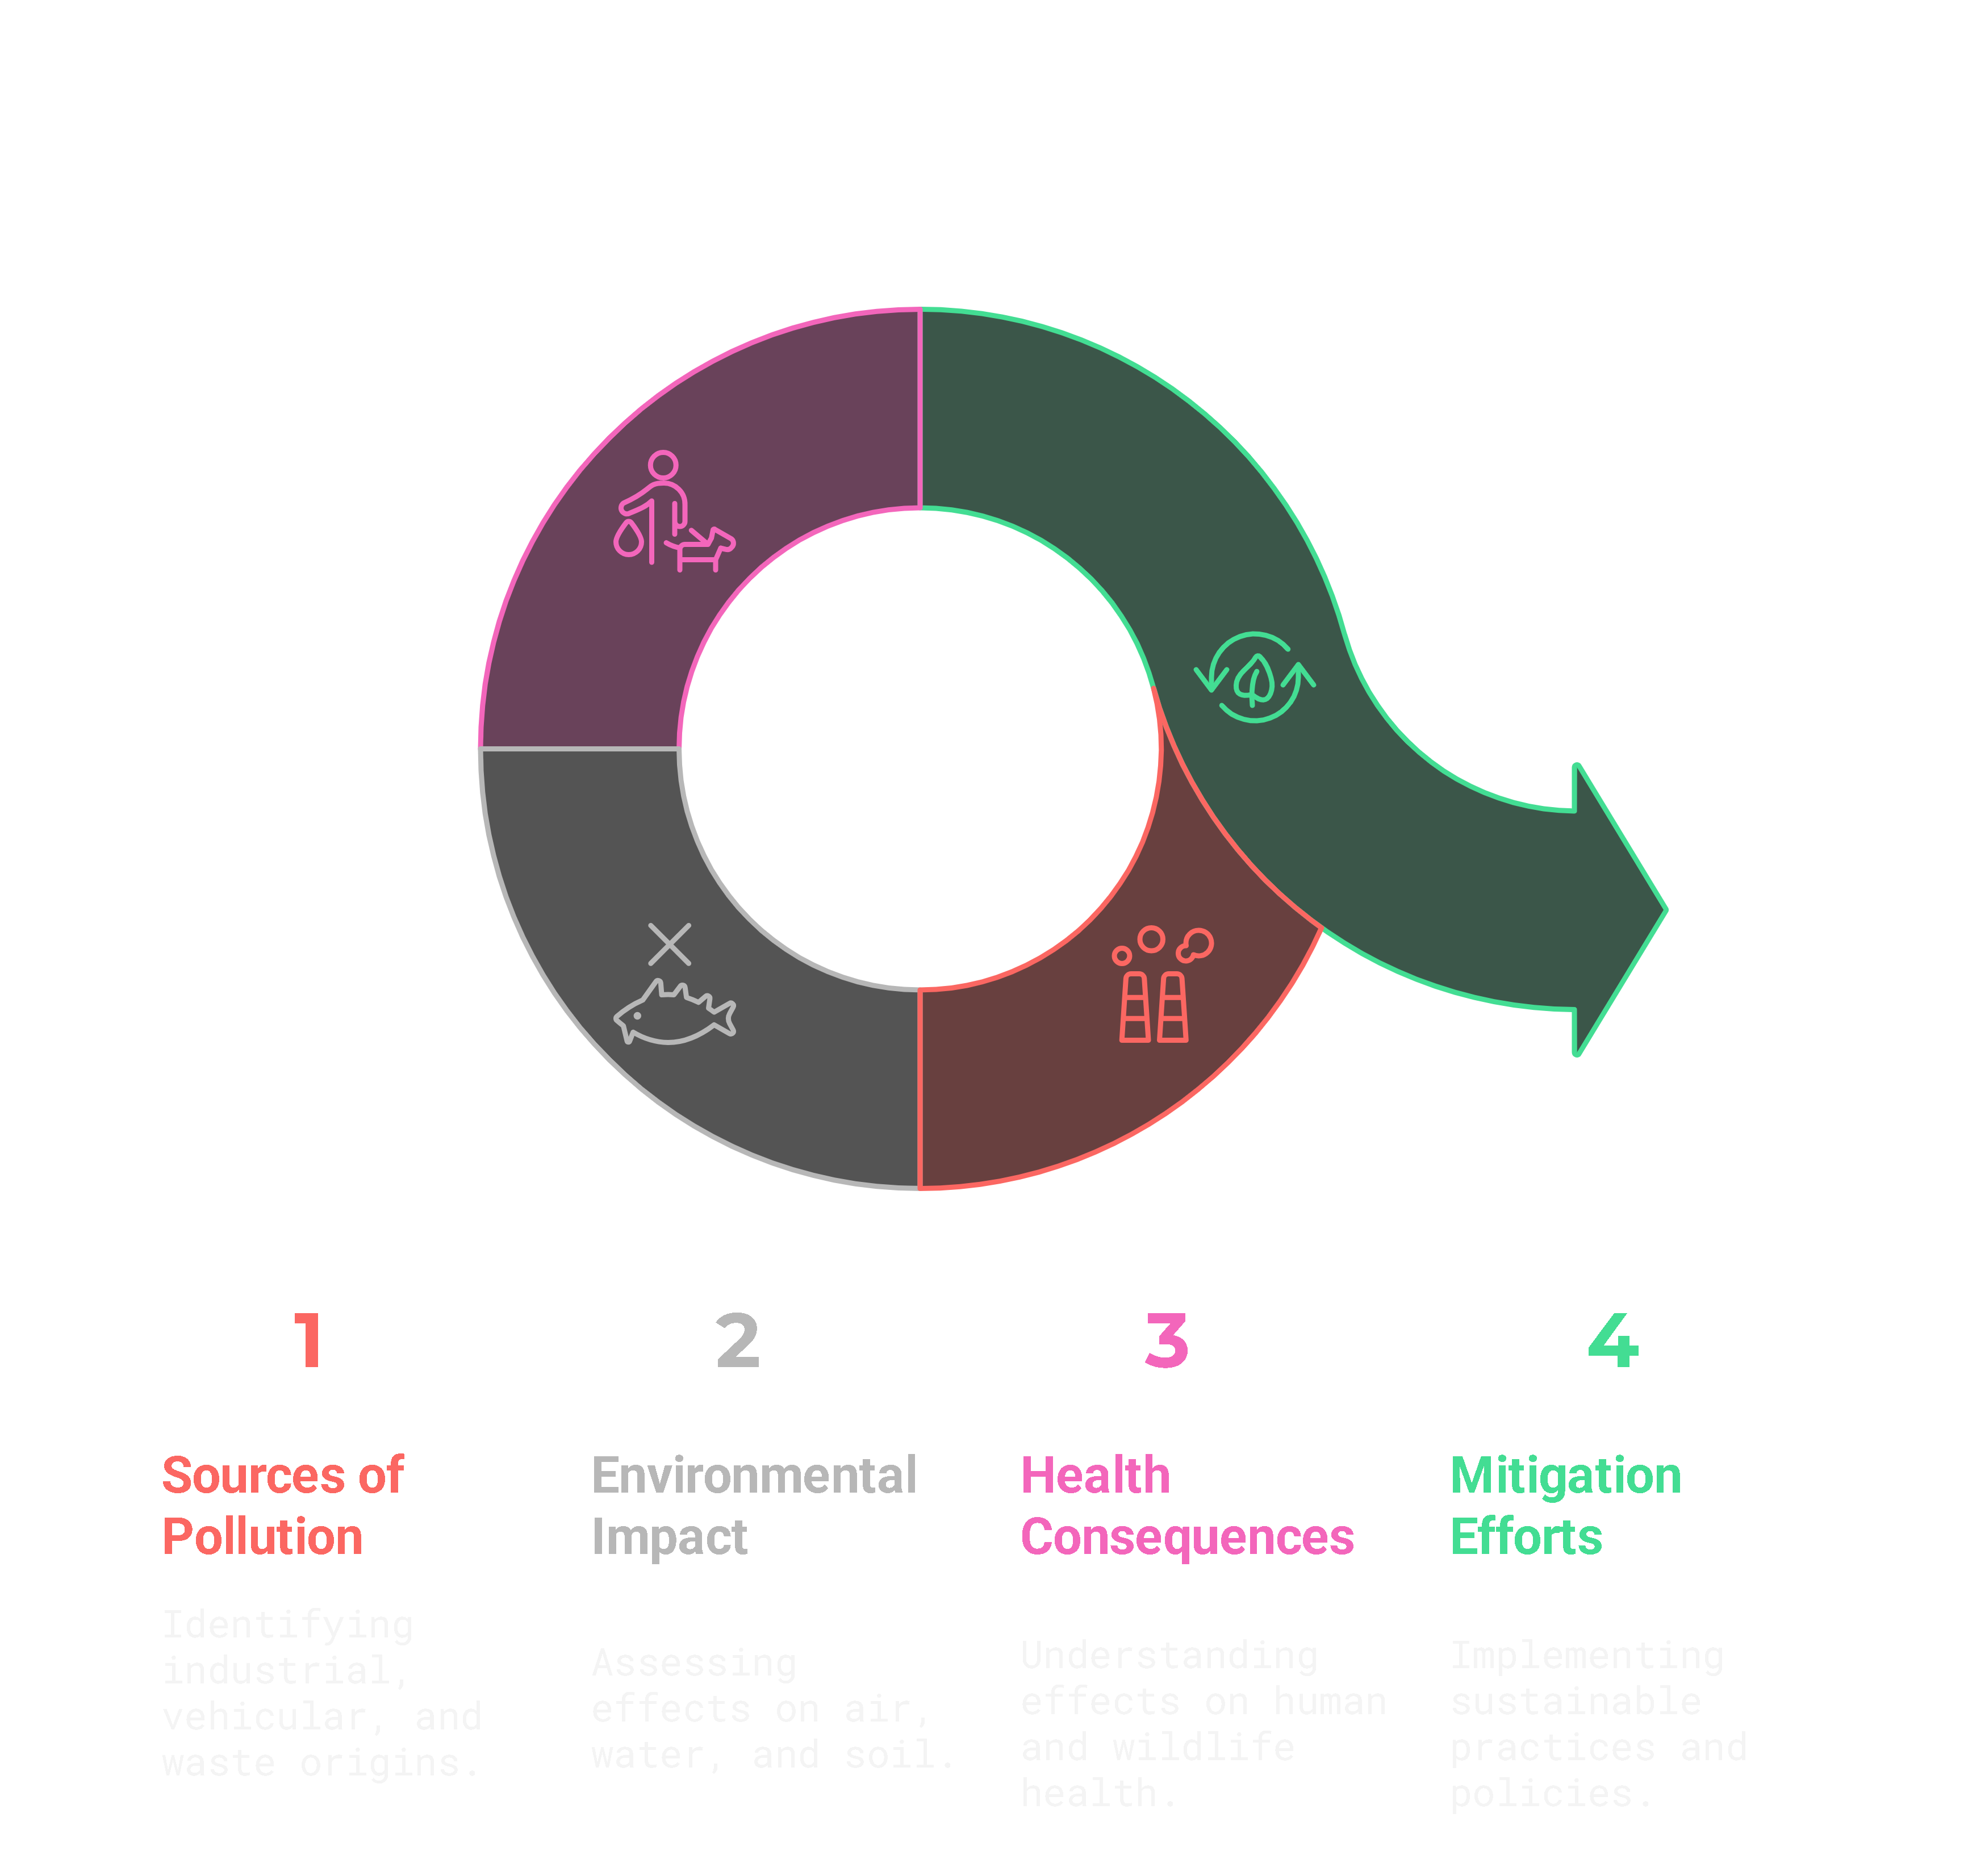 1
2
3
4
Sources of
Pollution
Environmental
Impact
Health
Consequences
Mitigation
Efforts
Identifying
industrial,
vehicular, and
waste origins.
Assessing
effects on air,
water, and soil.
Understanding
effects on human
and wildlife
health.
Implementing
sustainable
practices and
policies.